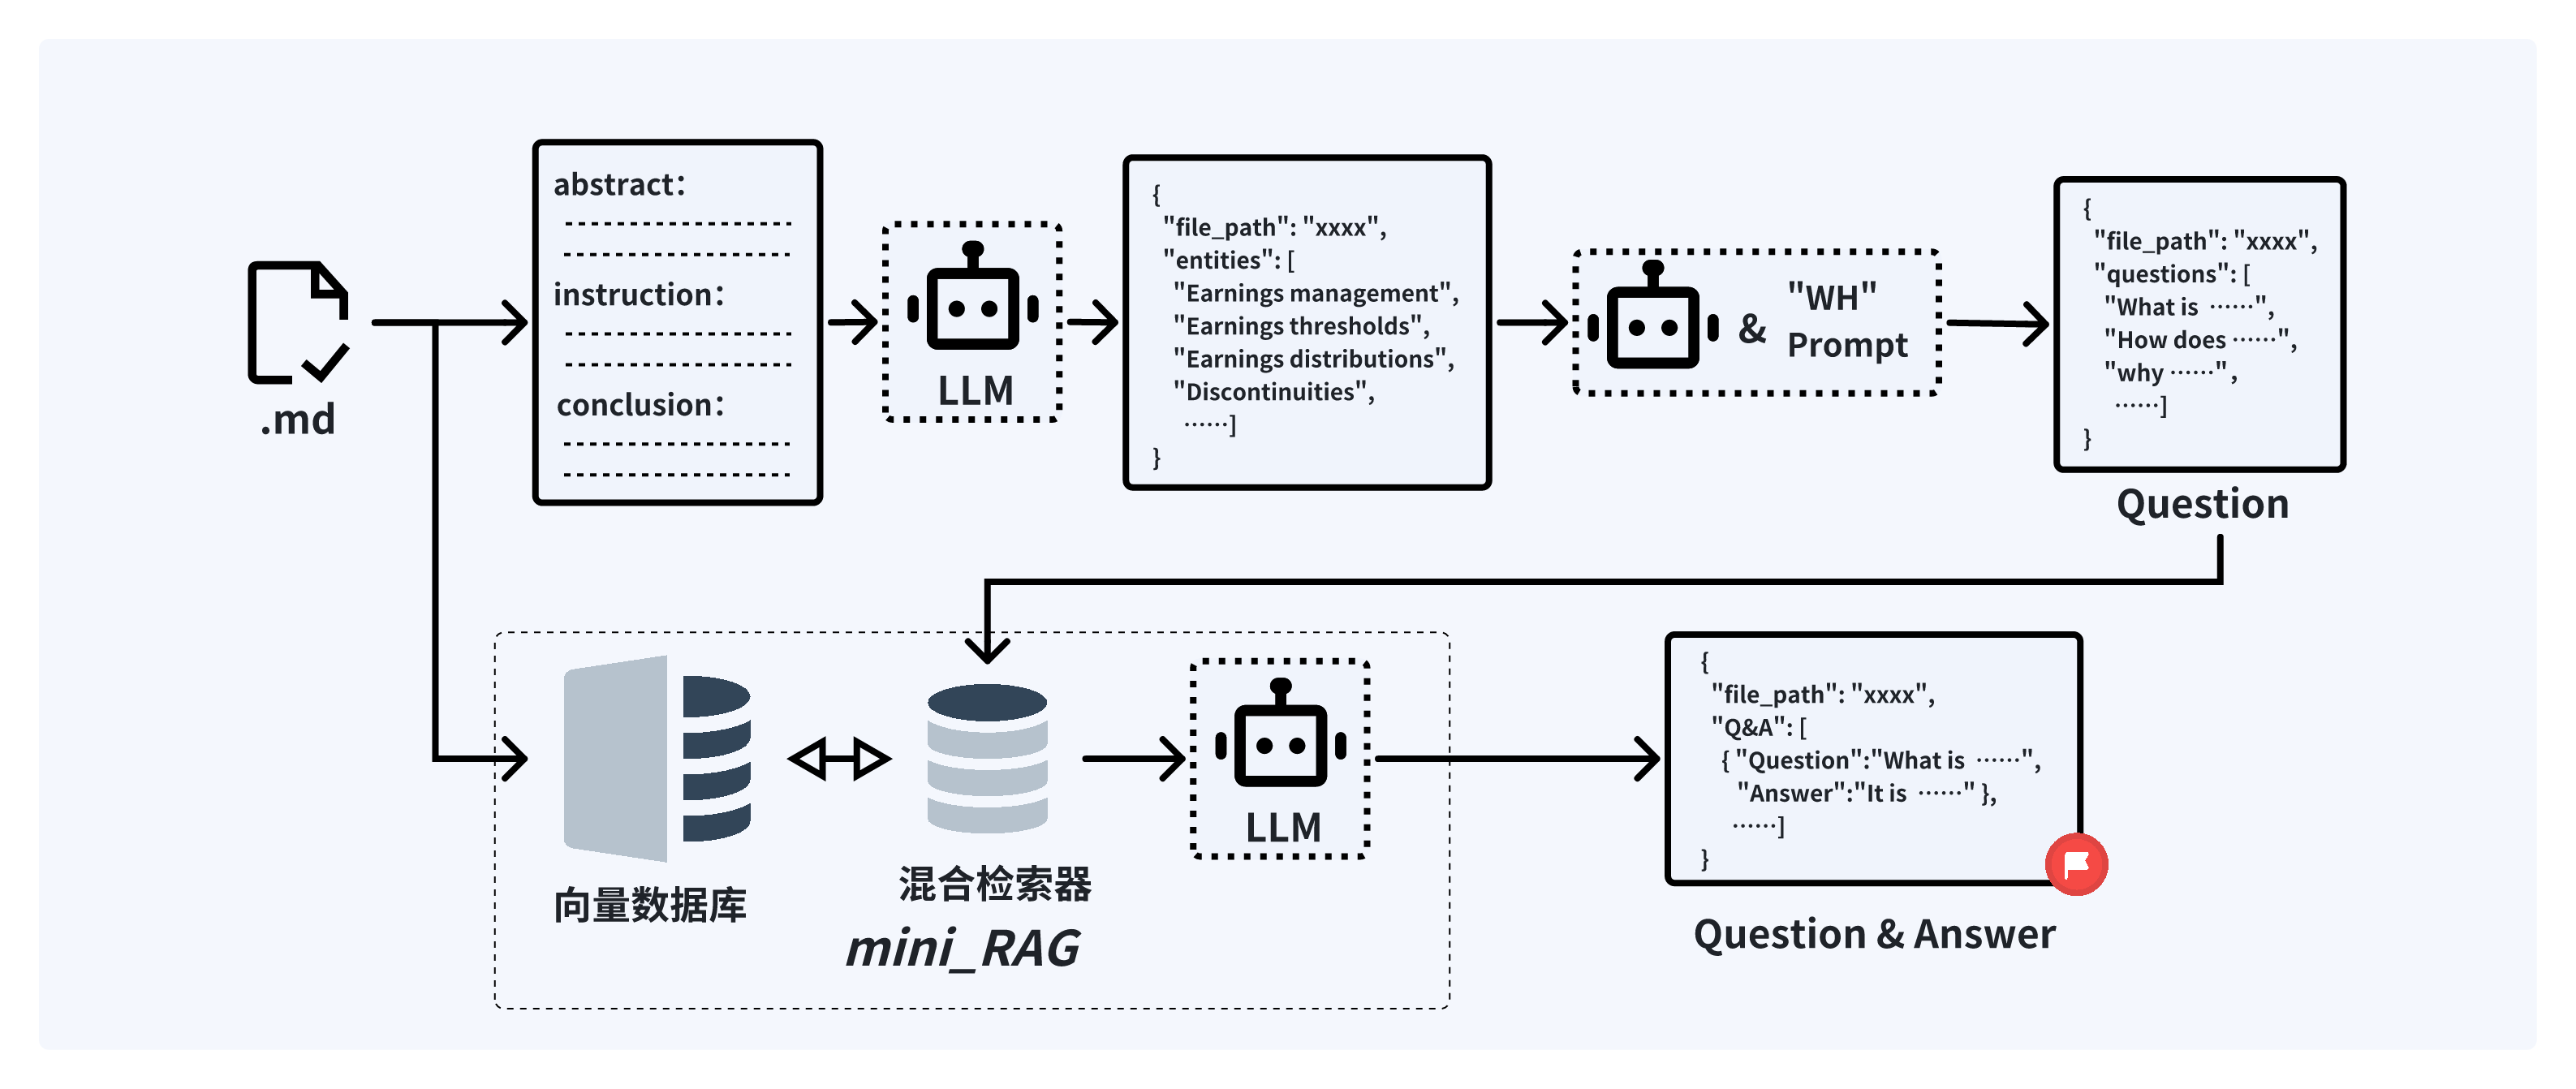 .md
abstract：
instruction：
conclusion：
LLM
{
"file_path": "xxxx",
"entities": [
"Earnings management",
"Earnings thresholds",
"Earnings distributions",
"Discontinuities",
……]
}
&
"WH"
Prompt
{
"file_path": "xxxx",
"questions": [
"What is ……",
"How does ……",
"why ……",
……]
}
Question
向量数据库
混合检索器
mini_RAG
LLM
{
"file_path": "xxxx",
"Q&A": [
{ "Question":"What is ……",
"Answer":"It is ……" },
……]
}
Question & Answer